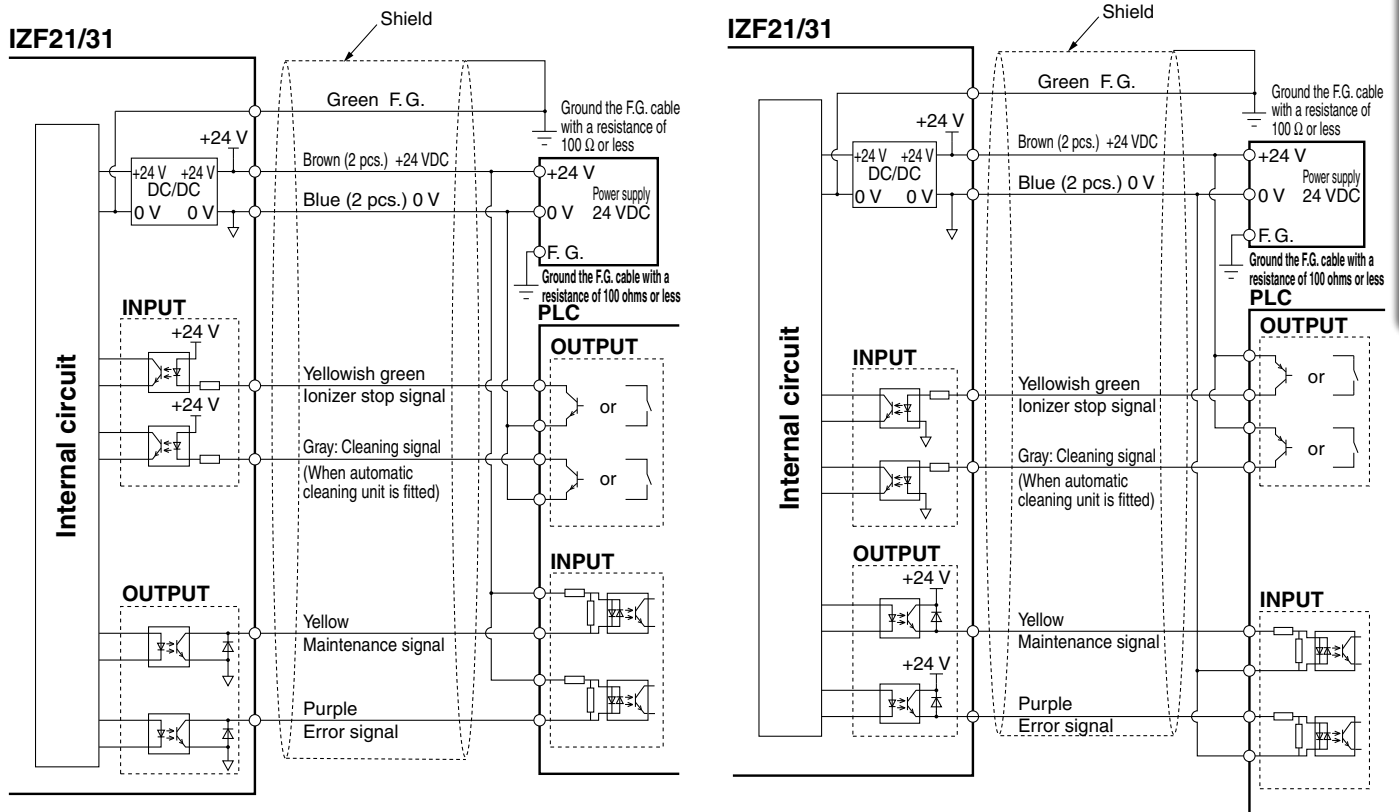 IZF21/31
Shield
Green F.G.
Ground the F.G. cable
with a resistance of
100 Ω or less
+24 V
Brown (2 pcs.) +24 VDC
+24 V +24 V
DC/DC
0 V 0 V
Blue (2 pcs.) 0 V
+24 V
Power supply
24 VDC
0 V
F. G.
Ground the F.G. cable with a
resistance of 100 ohms or less
PLC
INPUT
+24 V
+24 V
Internal circuit
Yellowish green
Ionizer stop signal
Gray: Cleaning signal
(When automatic
cleaning unit is fitted)
OUTPUT
or
or
OUTPUT
Yellow
Maintenance signal
Purple
Error signal
INPUT
IZF21/31
Shield
Green F.G.
Ground the F.G. cable
with a resistance of
100 Ω or less
+24 V
Brown (2 pcs.) +24 VDC
+24 V +24 V
DC/DC
0 V 0 V
Blue (2 pcs.) 0 V
+24 V
Power supply
24 VDC
0 V
F. G.
Ground the F.G. cable with a
resistance of 100 ohms or less
PLC
INPUT
Internal circuit
Yellowish green
Ionizer stop signal
Gray: Cleaning signal
(When automatic
cleaning unit is fitted)
OUTPUT
or
or
OUTPUT
+24 V
+24 V
Yellow
Maintenance signal
Purple
Error signal
INPUT